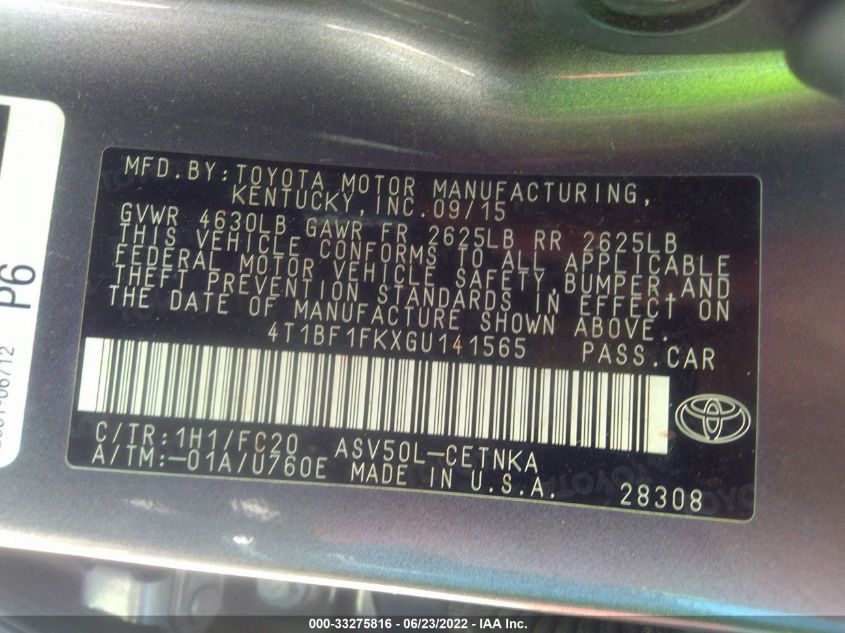 MFD. BY: TOYOTA MOTOR MANUFACTURING,
KENTUCKY, INC. 09/15
GVWR 4630LB GAWR FR 2625LB RR 2625LB
THIS VEHICLE CONFORMS TO ALL APPLICABLE
FEDERAL MOTOR VEHICLE SAFETY, BUMPER, AND
THEFT PREVENTION STANDARDS IN EFFECT ON
THE DATE OF MANUFACTURE SHOWN ABOVE.
4T1BF1FKXGU141565 PASS. CAR
C/TR: 1H1/FC20 ASV50L-CETNKA
A/TM: -01A/U760E MADE IN U.S.A. 28308
P6
000-33275816 - 06/23/2022 - IAA Inc.